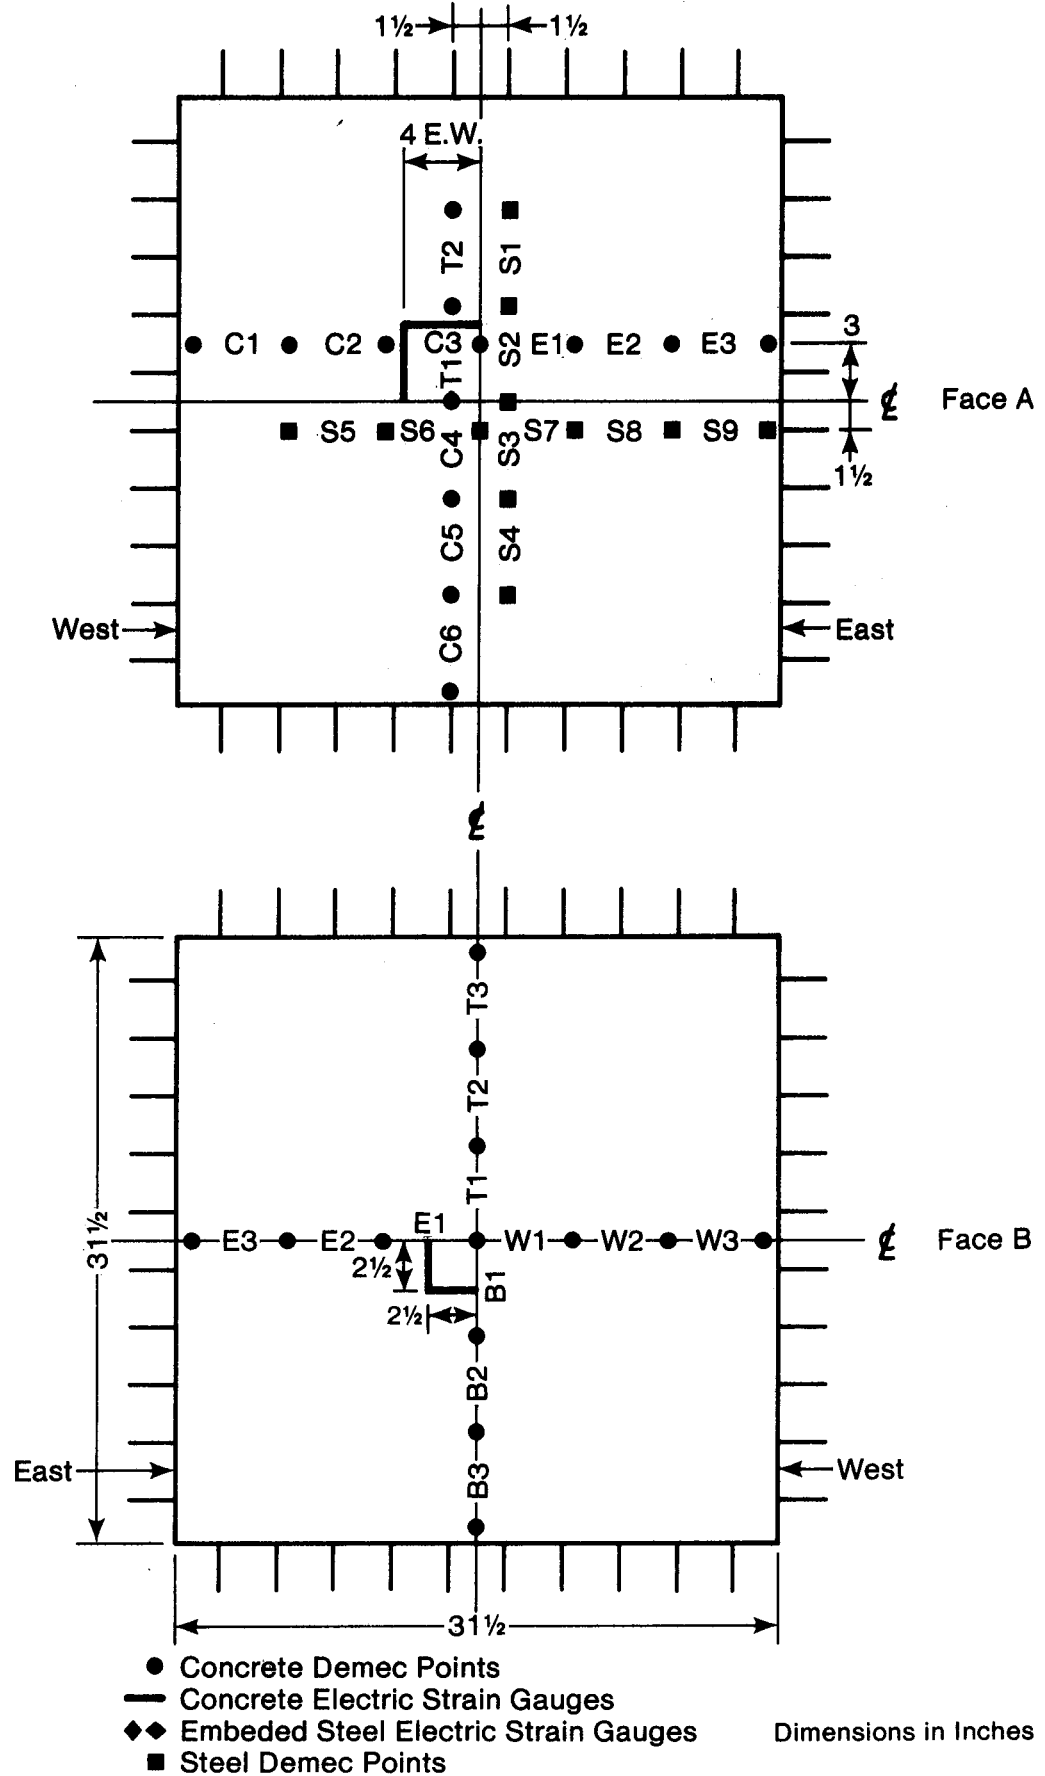 1½ 1½
4 E.W.
T2 S1
C1 C2 C3 S2 E1 E2 E3 3
T1
℄ Face A
S5 S6 C4 S3 S7 S8 S9
1½
C5 S4
West East
C6
℄
T3
T2
T1
31½
E3 E2 E1 W1 W2 W3 ℄ Face B
2½ B1
2½
B2
East West
B3
31½
Concrete Demec Points
Concrete Electric Strain Gauges
Embeded Steel Electric Strain Gauges Dimensions in Inches
Steel Demec Points